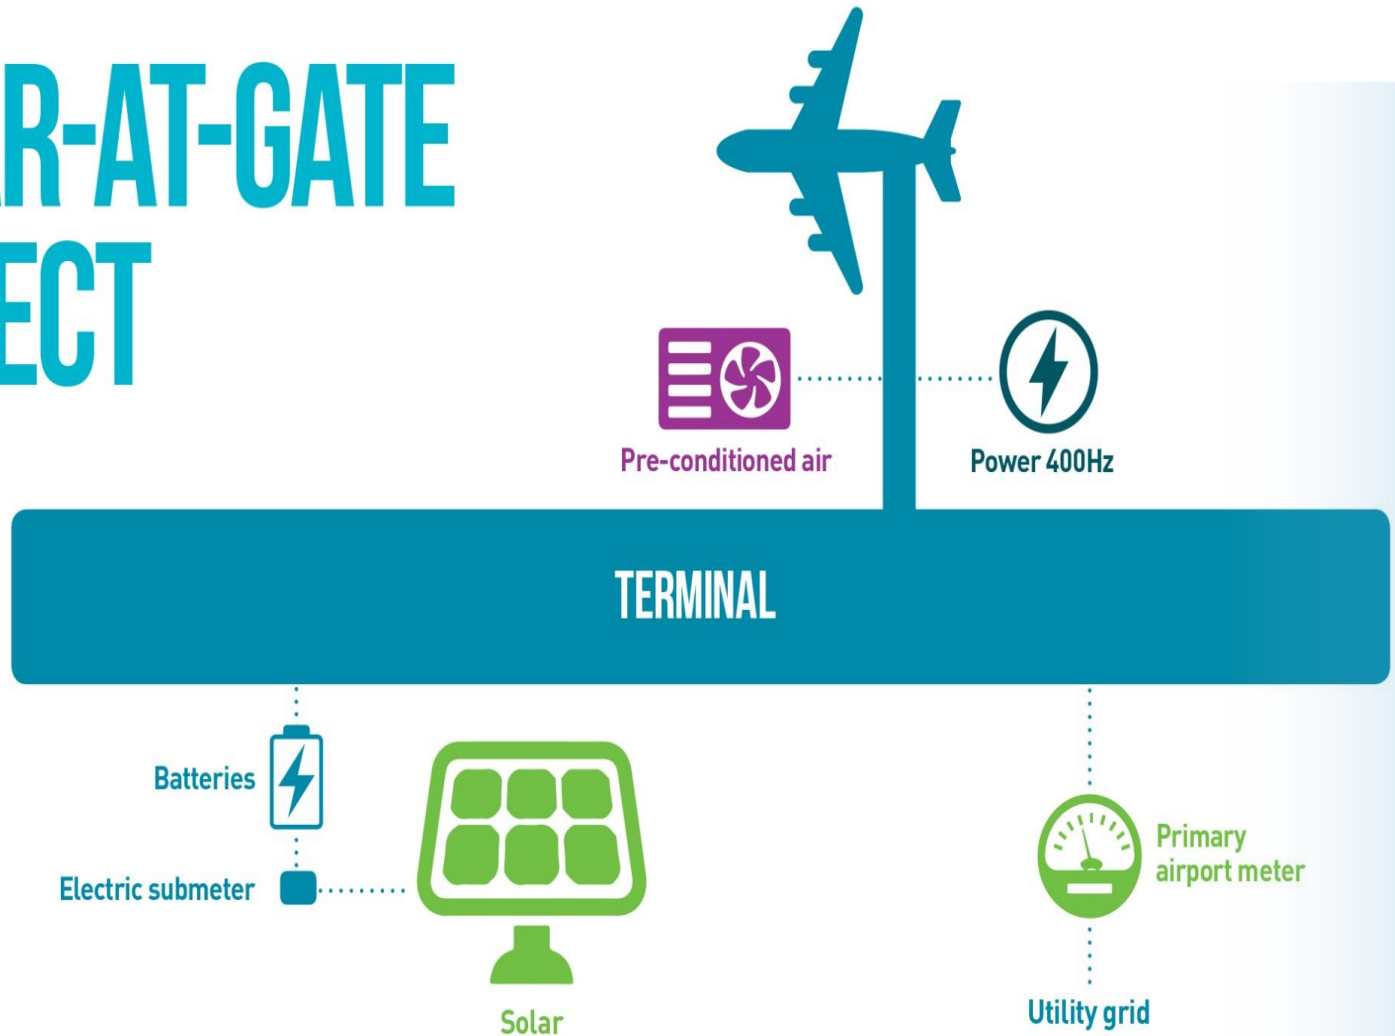 R-AT-GATE
ECT
Pre-conditioned air
Power 400Hz
TERMINAL
Batteries
Electric submeter
Solar
Primary
airport meter
Utility grid